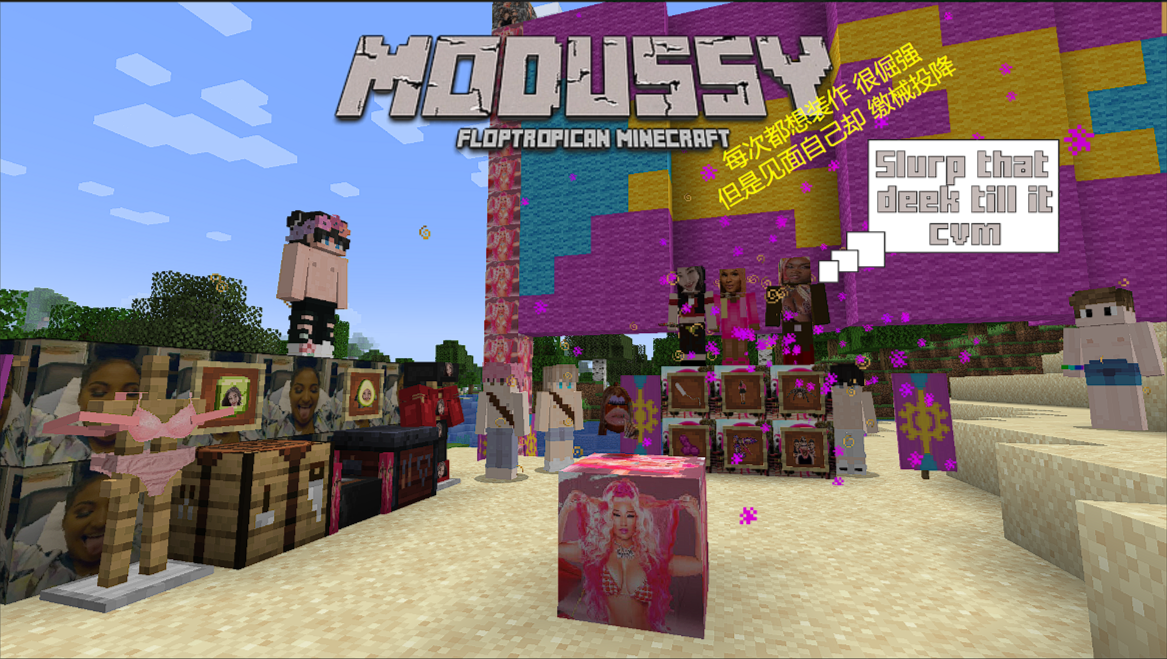 MODUSSY
FLOPTROPICAN MINECRAFT
每次都想装作 很倔强
但是见面自己却 缴械投降
Slurp that
deek till it
cvm